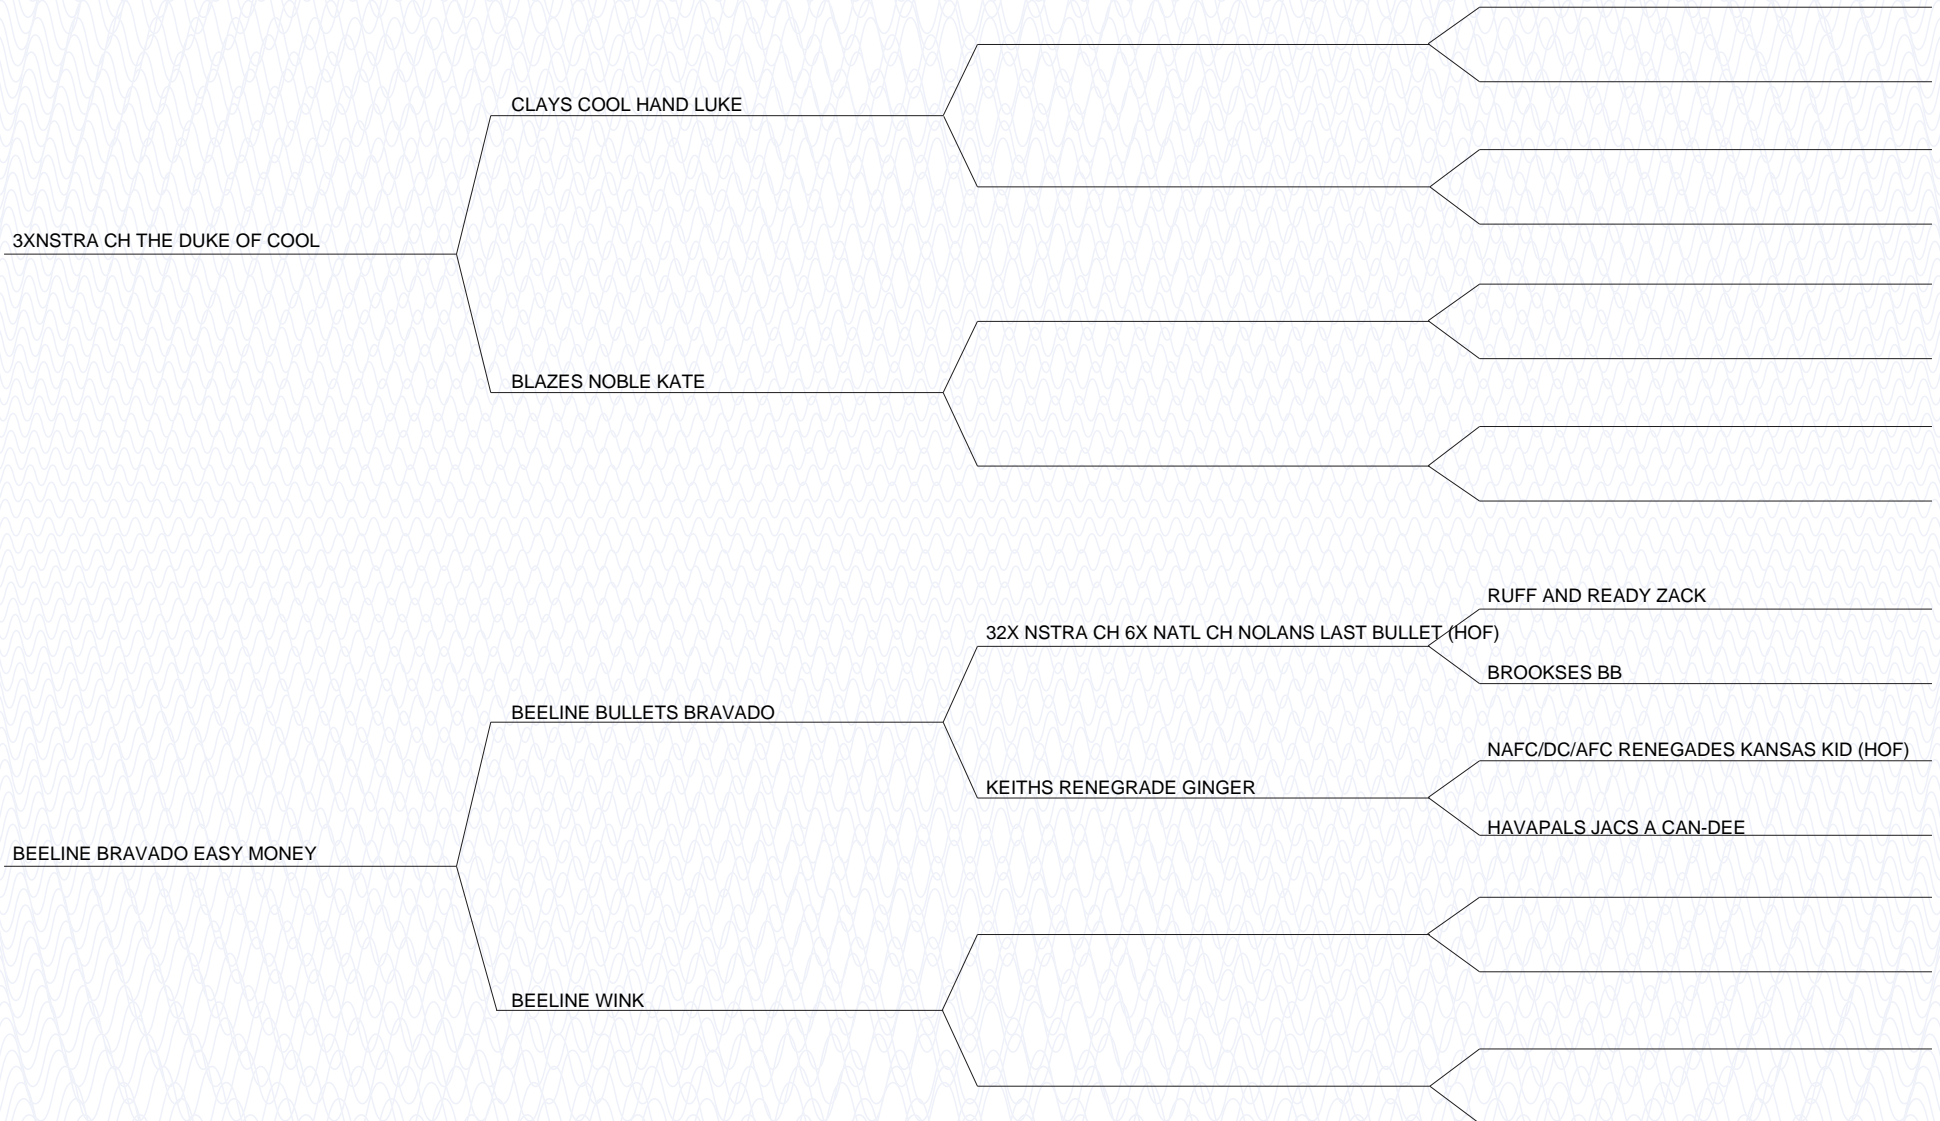 CLAYS COOL HAND LUKE
3XNSTRA CH THE DUKE OF COOL
BLAZES NOBLE KATE
RUFF AND READY ZACK
32X NSTRA CH 6X NATL CH NOLANS LAST BULLET (HOF)
BROOKSES BB
BEELINE BULLETS BRAVADO
NAFC/DC/AFC RENEGADES KANSAS KID (HOF)
KEITHS RENEGRADE GINGER
HAVAPALS JACS A CAN-DEE
BEELINE BRAVADO EASY MONEY
BEELINE WINK